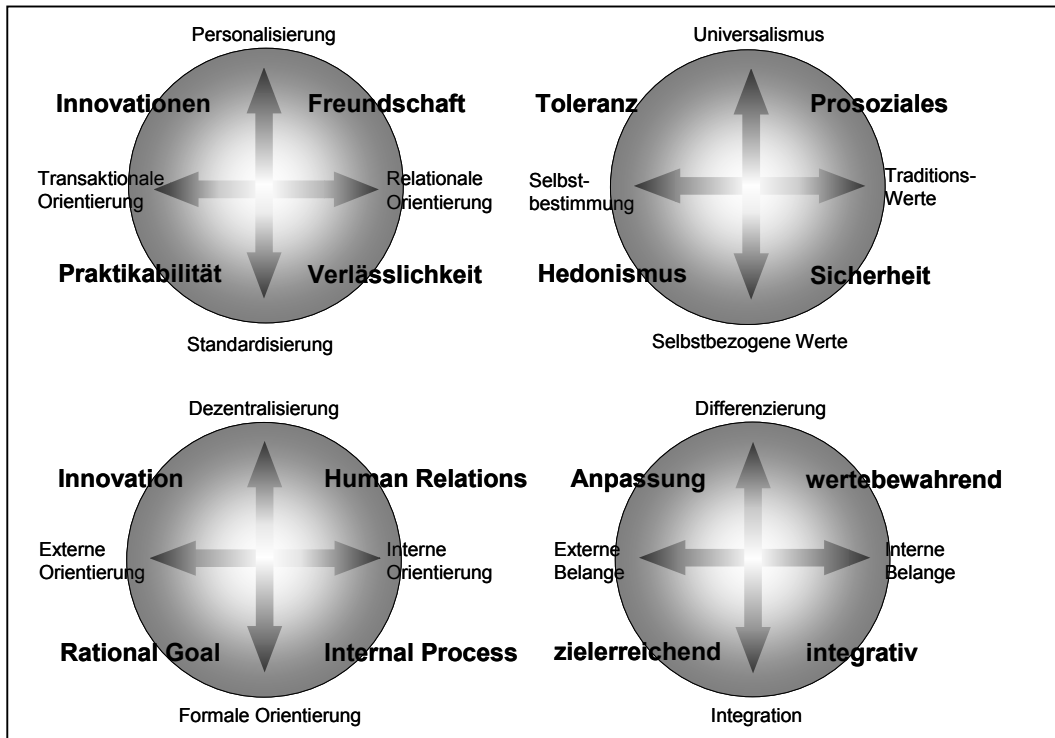 Personalisierung
Innovationen
Freundschaft
Transaktionale
Orientierung
Relationale
Orientierung
Praktikabilität
Verlässlichkeit
Standardisierung
Universalismus
Toleranz
Prosoziales
Selbst-
bestimmung
Traditions-
Werte
Hedonismus
Sicherheit
Selbstbezogene Werte
Dezentralisierung
Innovation
Human Relations
Externe
Orientierung
Interne
Orientierung
Rational Goal
Internal Process
Formale Orientierung
Differenzierung
Anpassung
wertebewahrend
Externe
Belange
Interne
Belange
zielerreichend
integrativ
Integration